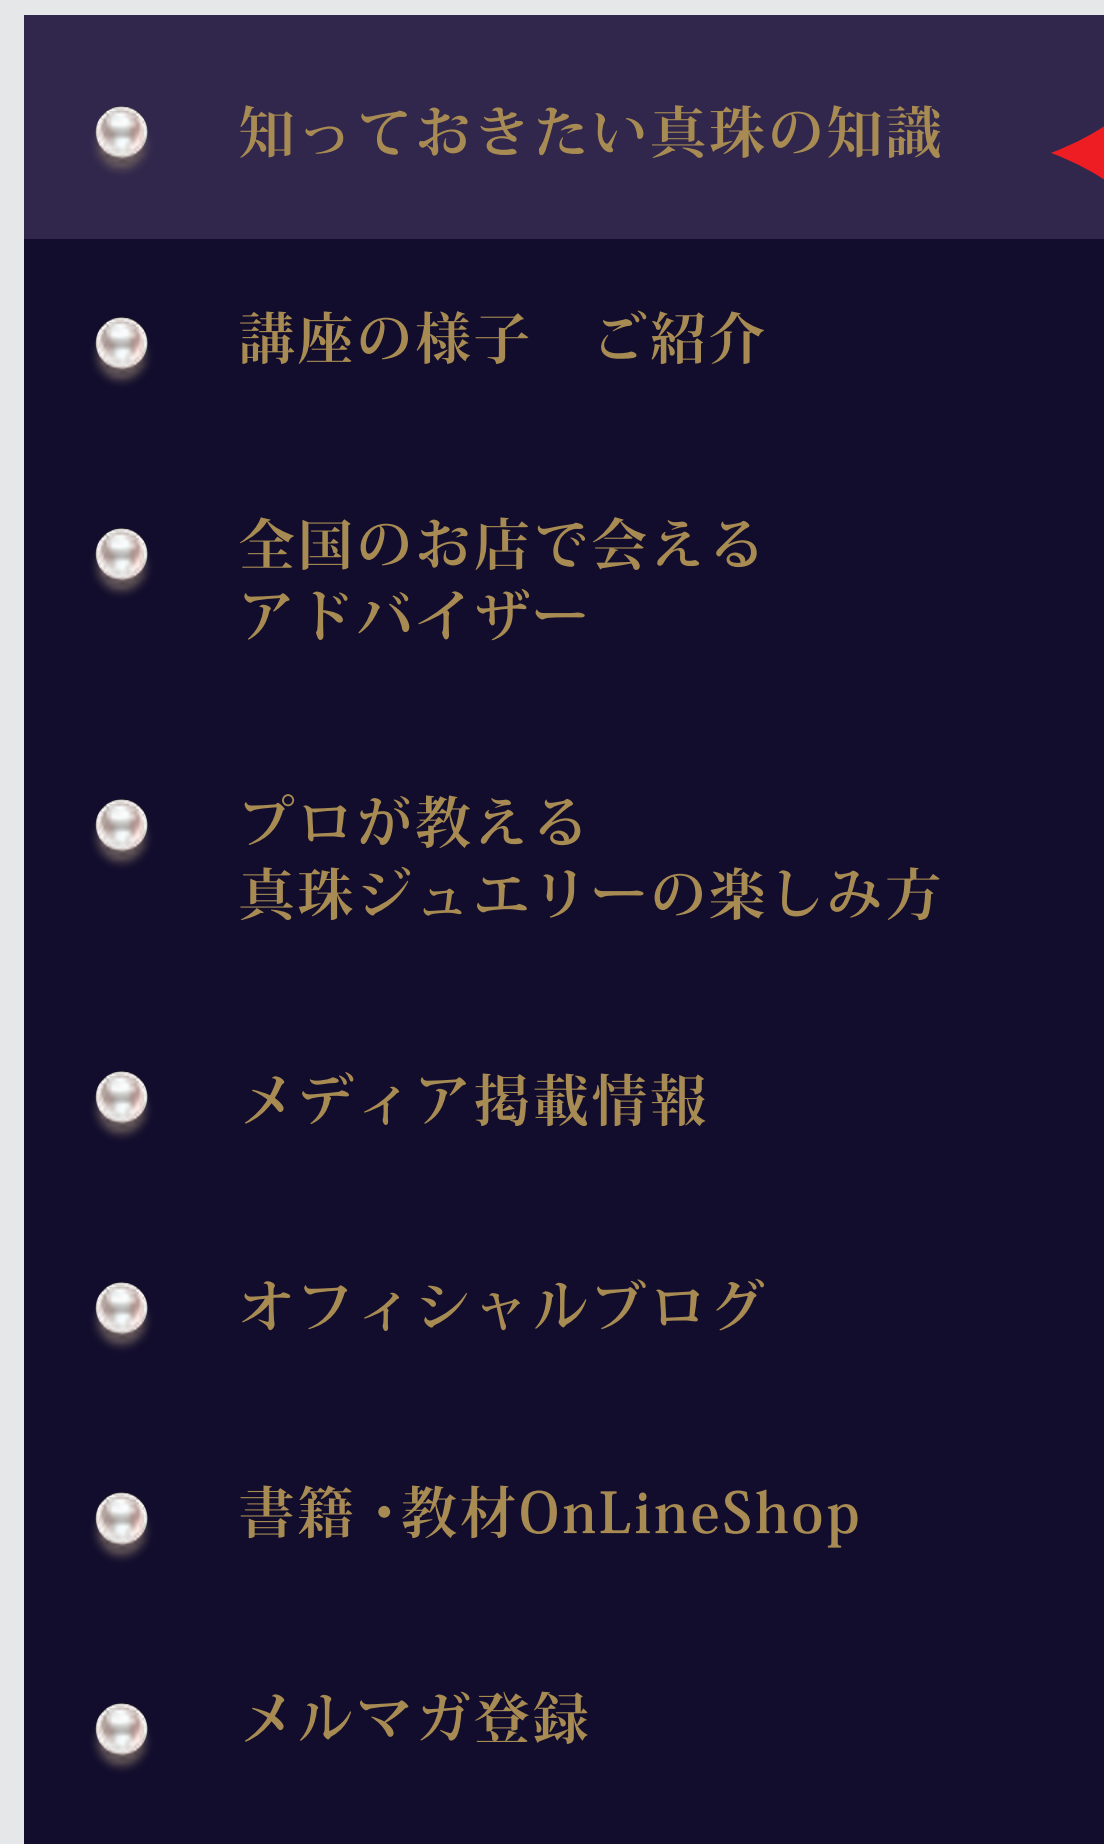 知っておきたい真珠の知識
講座の様子　ご紹介
全国のお店で会える
アドバイザー
プロが教える
真珠ジュエリーの楽しみ方
メディア掲載情報
オフィシャルブログ
書籍・教材OnLineShop
メルマガ登録